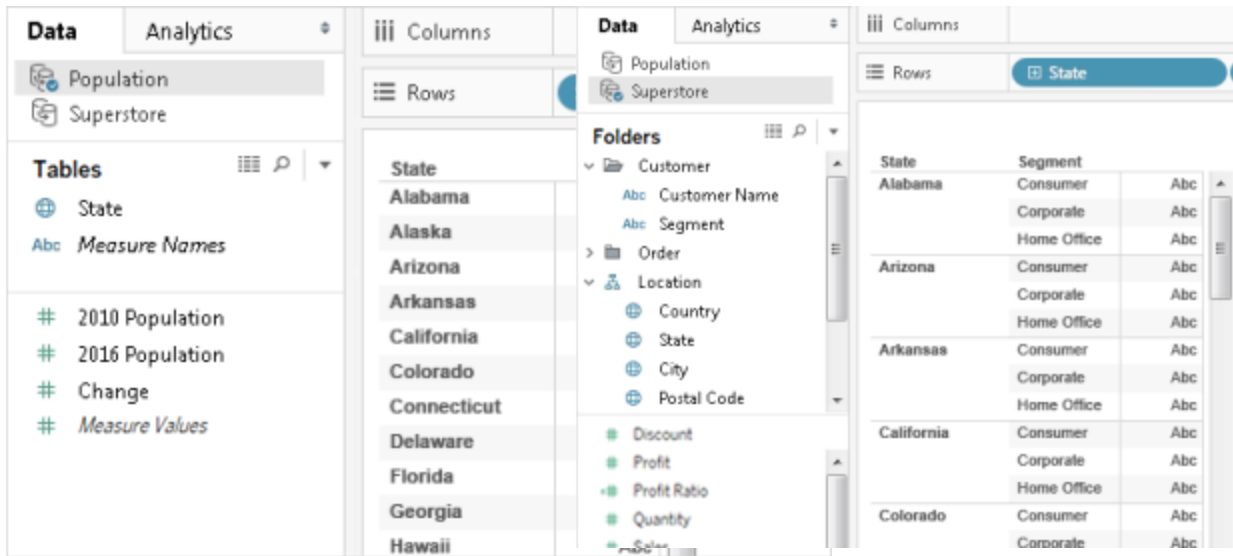 Data Analytics
Population
Superstore
Tables
State
Abc Measure Names
2010 Population
2016 Population
Change
Measure Values
Columns
Rows
State
Alabama
Alaska
Arizona
Arkansas
California
Colorado
Connecticut
Delaware
Florida
Georgia
Hawaii
Data Analytics
Population
Superstore
Folders
Customer
Abc Customer Name
Abc Segment
Order
Location
Country
State
City
Postal Code
Discount
Profit
Profit Ratio
Quantity
Sales
Columns
Rows State
State Segment
Alabama Consumer Abc
Corporate Abc
Home Office Abc
Arizona Consumer Abc
Corporate Abc
Home Office Abc
Arkansas Consumer Abc
Corporate Abc
Home Office Abc
California Consumer Abc
Corporate Abc
Home Office Abc
Colorado Consumer Abc
Corporate Abc